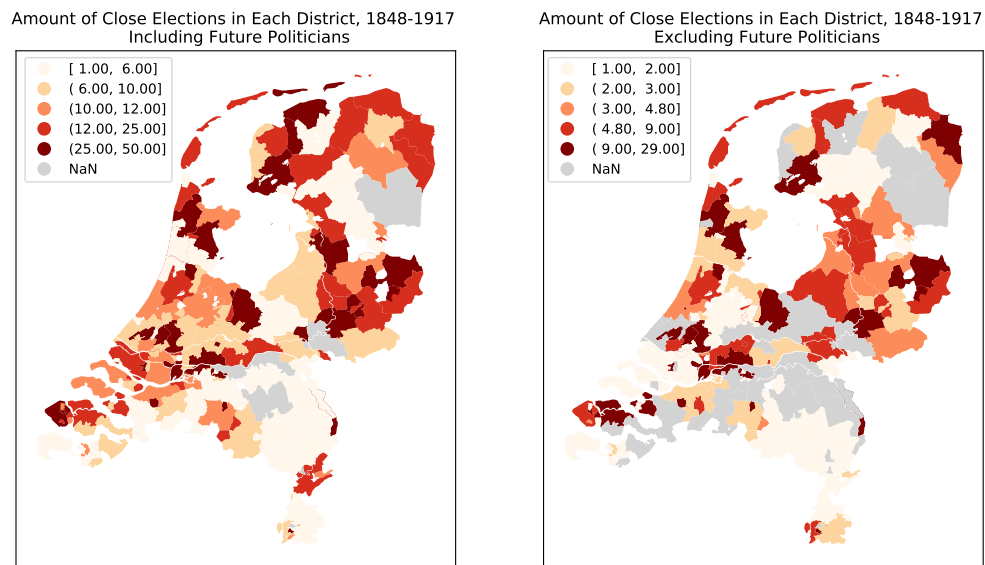 Amount of Close Elections in Each District, 1848-1917
Including Future Politicians
[ 1.00,  6.00]
( 6.00, 10.00]
(10.00, 12.00]
(12.00, 25.00]
(25.00, 50.00]
NaN
Amount of Close Elections in Each District, 1848-1917
Excluding Future Politicians
[ 1.00,  2.00]
( 2.00,  3.00]
( 3.00,  4.80]
( 4.80,  9.00]
( 9.00, 29.00]
NaN